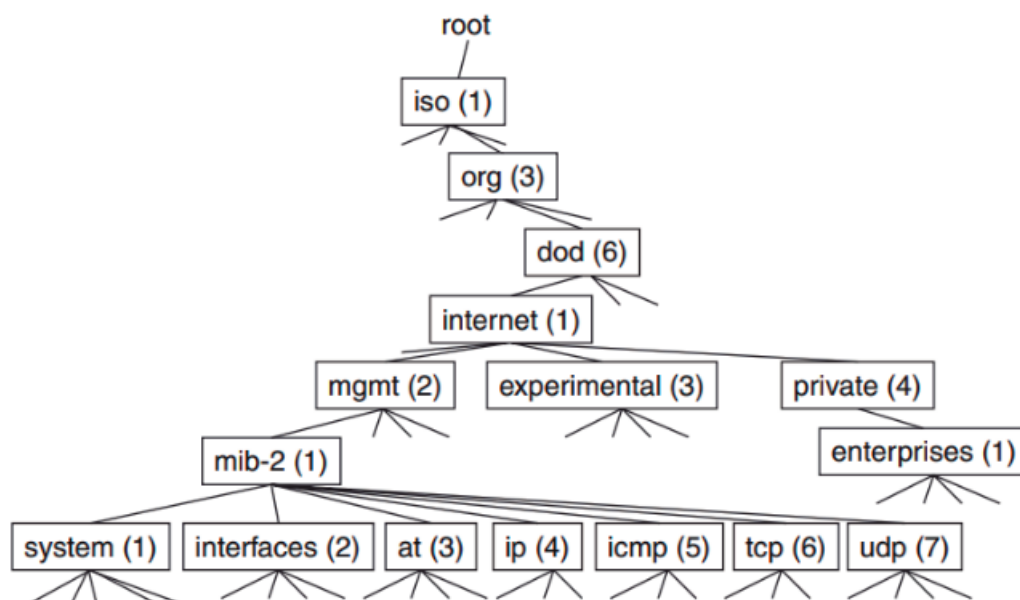 root
iso (1)
org (3)
dod (6)
internet (1)
mgmt (2) experimental (3) private (4)
enterprises (1)
mib-2 (1)
system (1) interfaces (2) at (3) ip (4) icmp (5) tcp (6) udp (7)